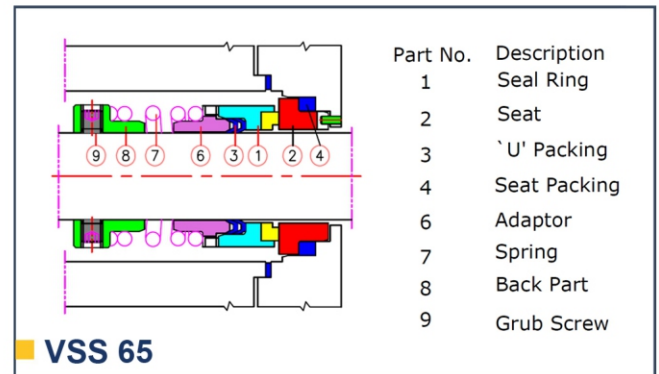 Part No. Description
1 Seal Ring
2 Seat
3 `U' Packing
4 Seat Packing
6 Adaptor
7 Spring
8 Back Part
9 Grub Screw
9 8 7 6 3 1 2 4
VSS 65